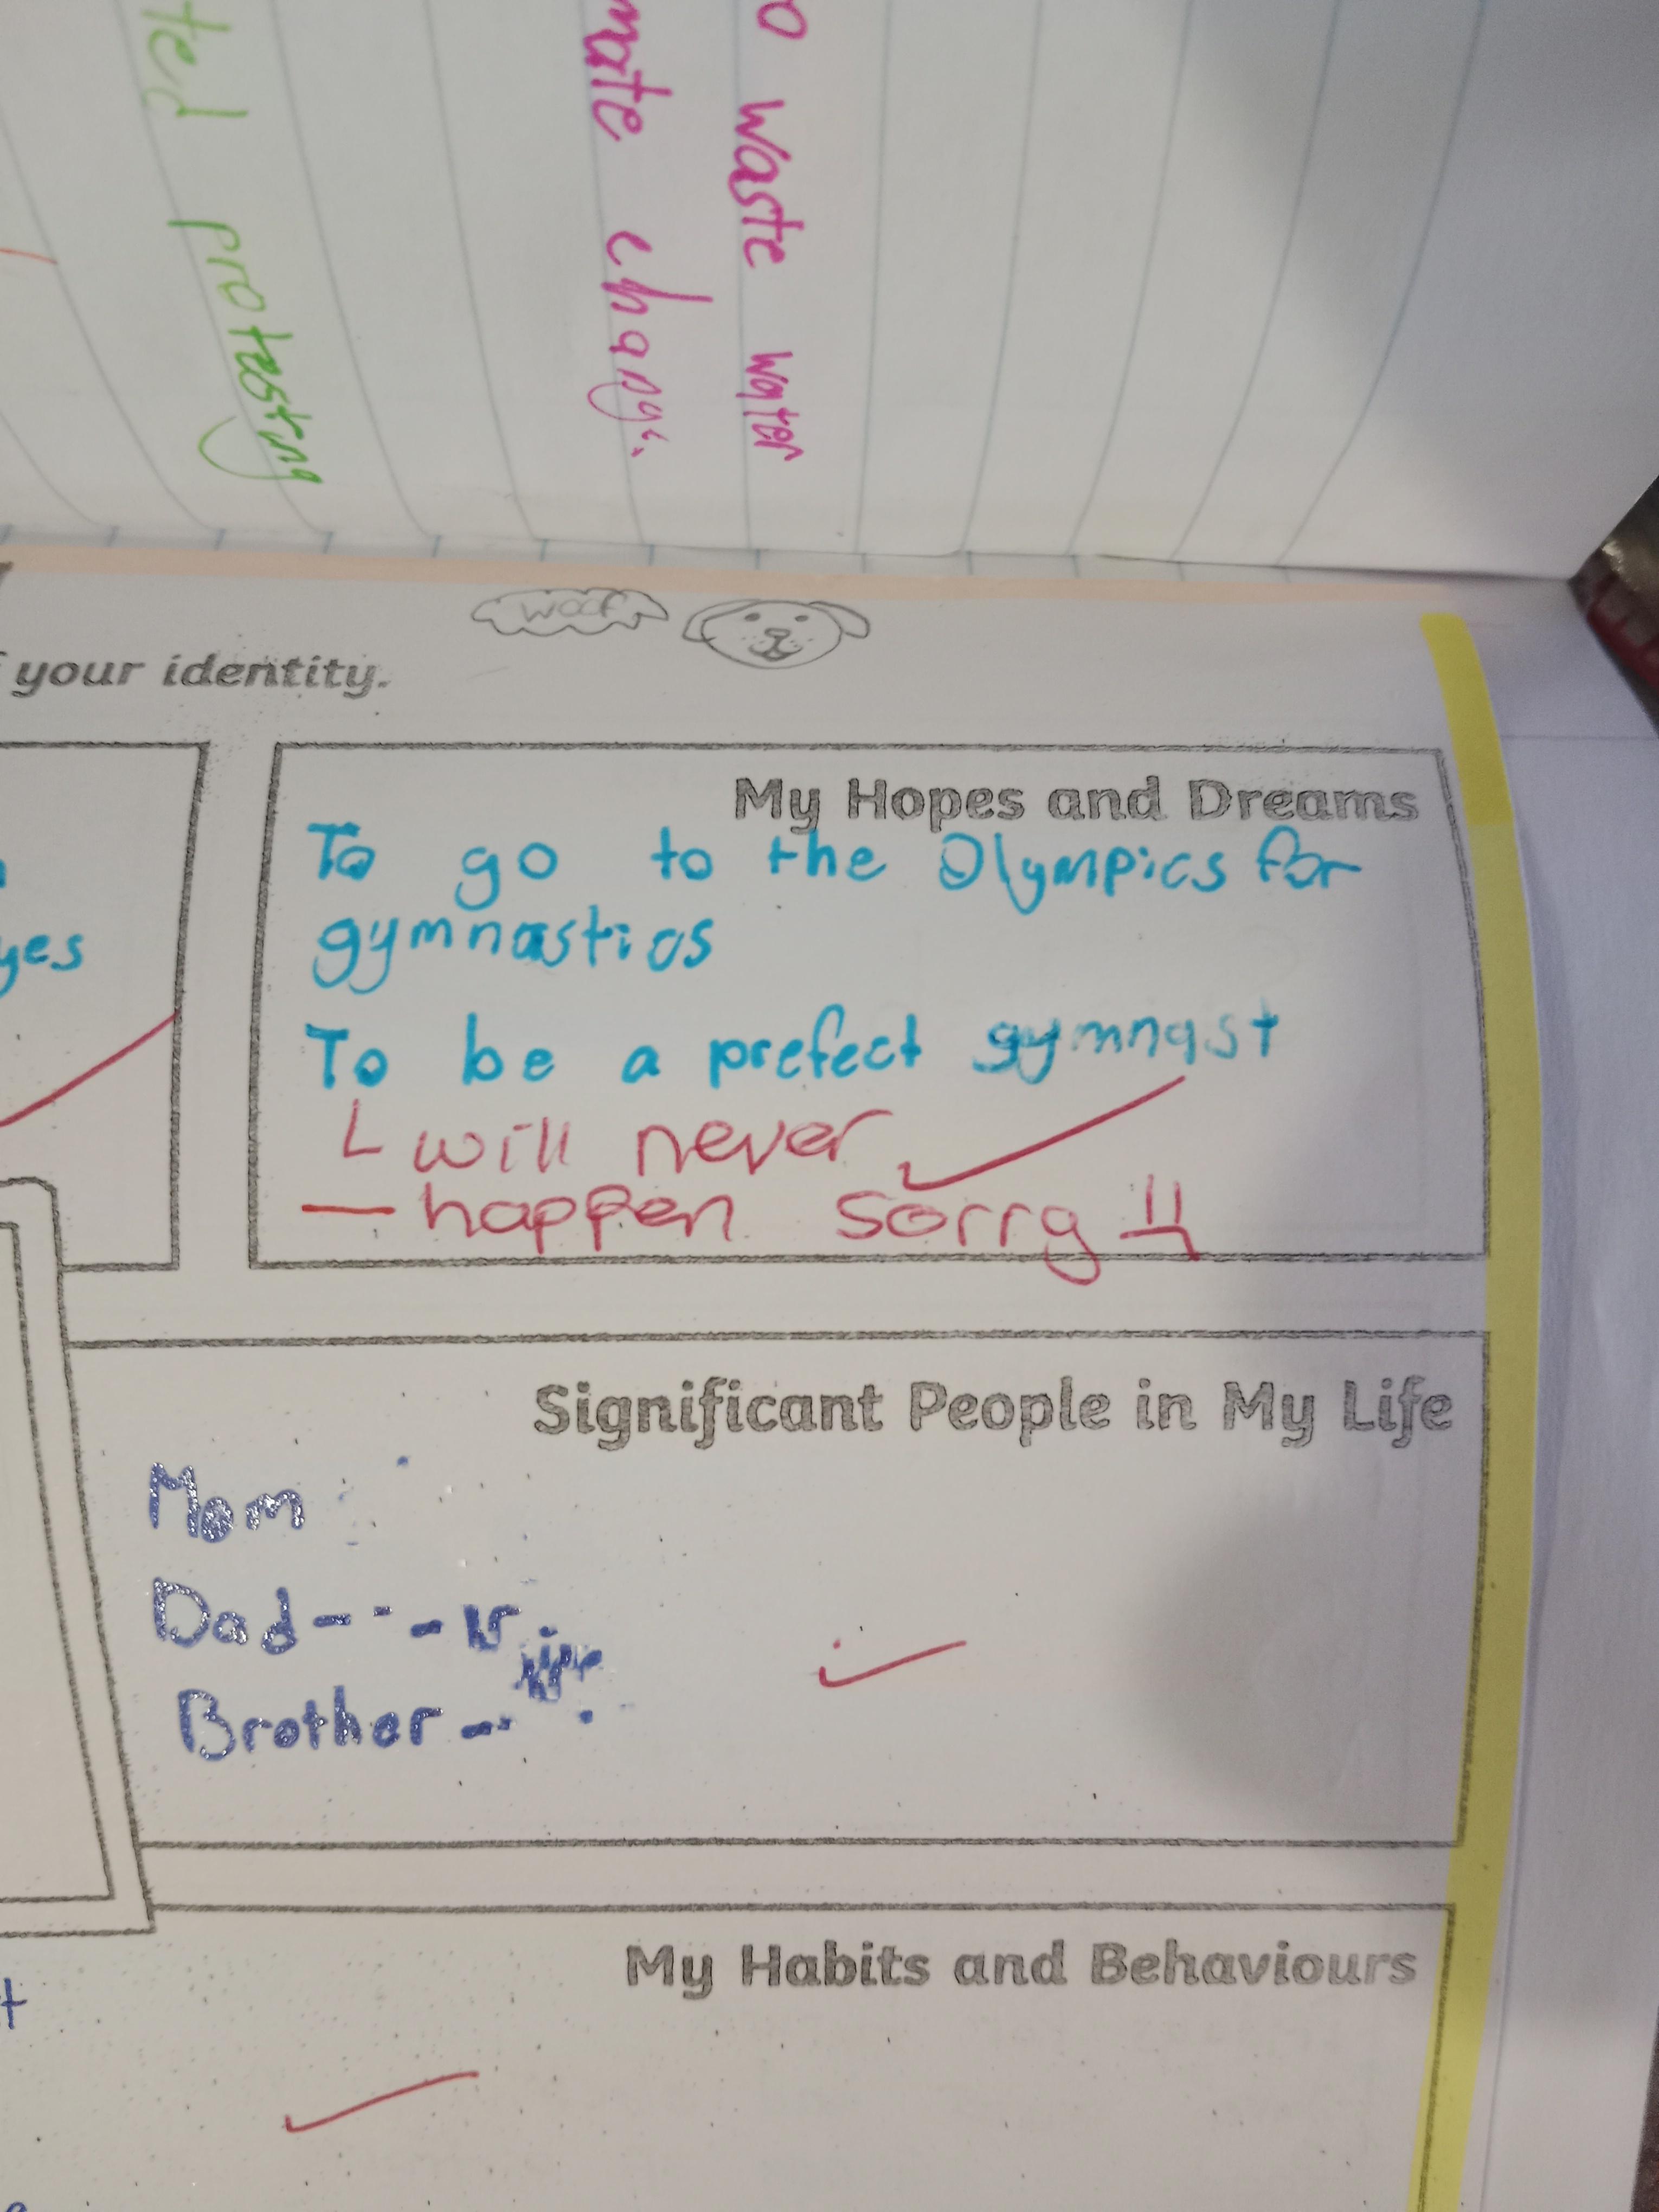 ted protesting
mate change
o waste water
woof
your identity.
My Hopes and Dreams
To go to the Olympics for
gymnastics
yes
To be a prefect gymnast
will never
happen sorry
Significant People in My Life
Mom
Dad
Brother
My Habits and Behaviours